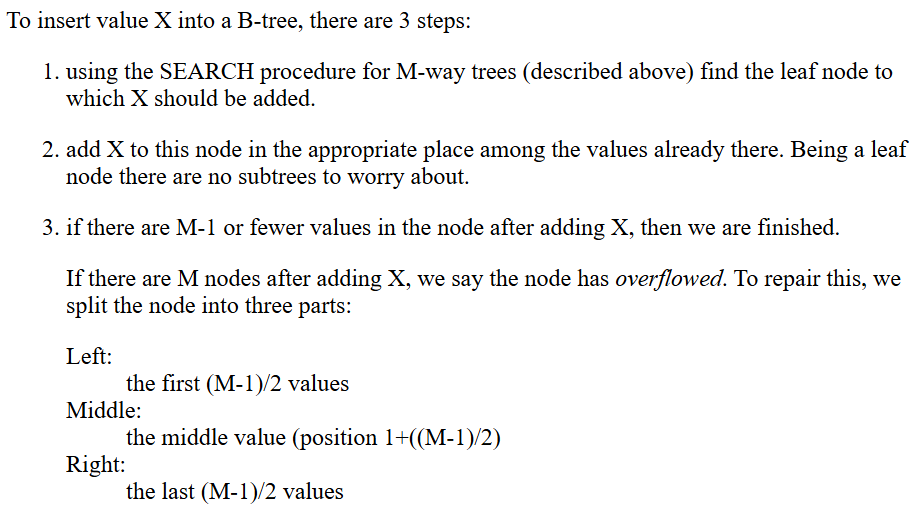 To insert value X into a B-tree, there are 3 steps:
1. using the SEARCH procedure for M-way trees (described above) find the leaf node to
which X should be added.
2. add X to this node in the appropriate place among the values already there. Being a leaf
node there are no subtrees to worry about.
3. if there are M-1 or fewer values in the node after adding X, then we are finished.
If there are M nodes after adding X, we say the node has overflowed. To repair this, we
split the node into three parts:
Left:
the first (M-1)/2 values
Middle:
the middle value (position 1+((M-1)/2)
Right:
the last (M-1)/2 values